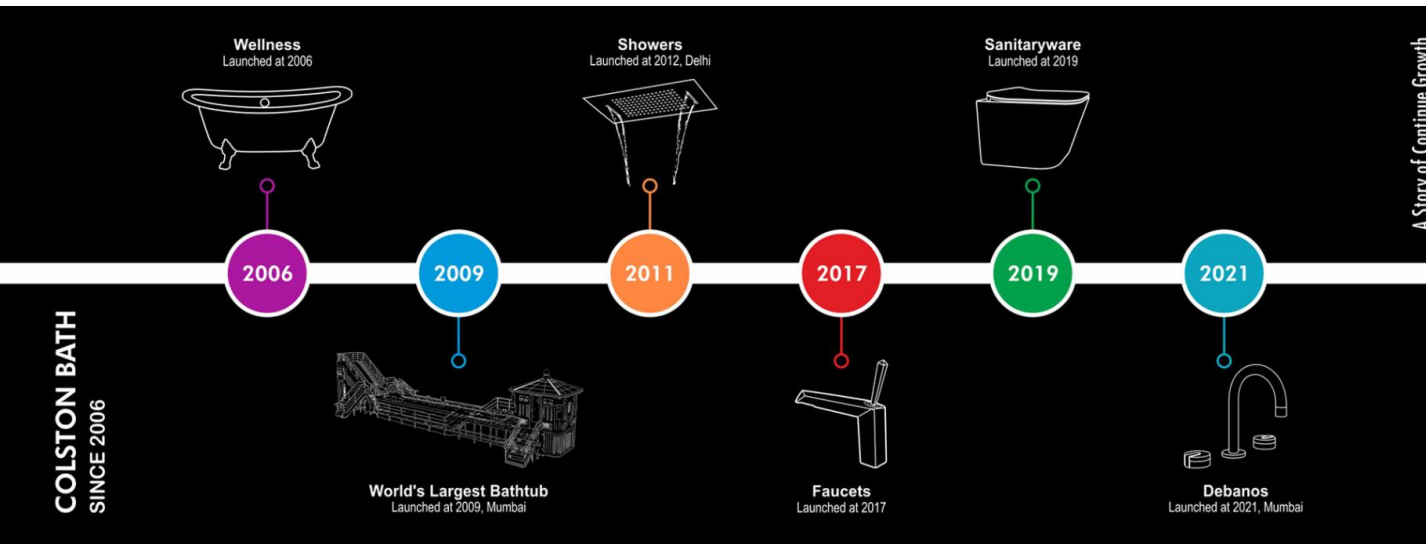 Wellness
Launched at 2006
Showers
Launched at 2012, Delhi
Sanitaryware
Launched at 2019
A Story of Continue Growth
2006
2009
2011
2017
2019
2021
COLSTON BATH
SINCE 2006
World's Largest Bathtub
Launched at 2009, Mumbai
Faucets
Launched at 2017
Debanos
Launched at 2021, Mumbai